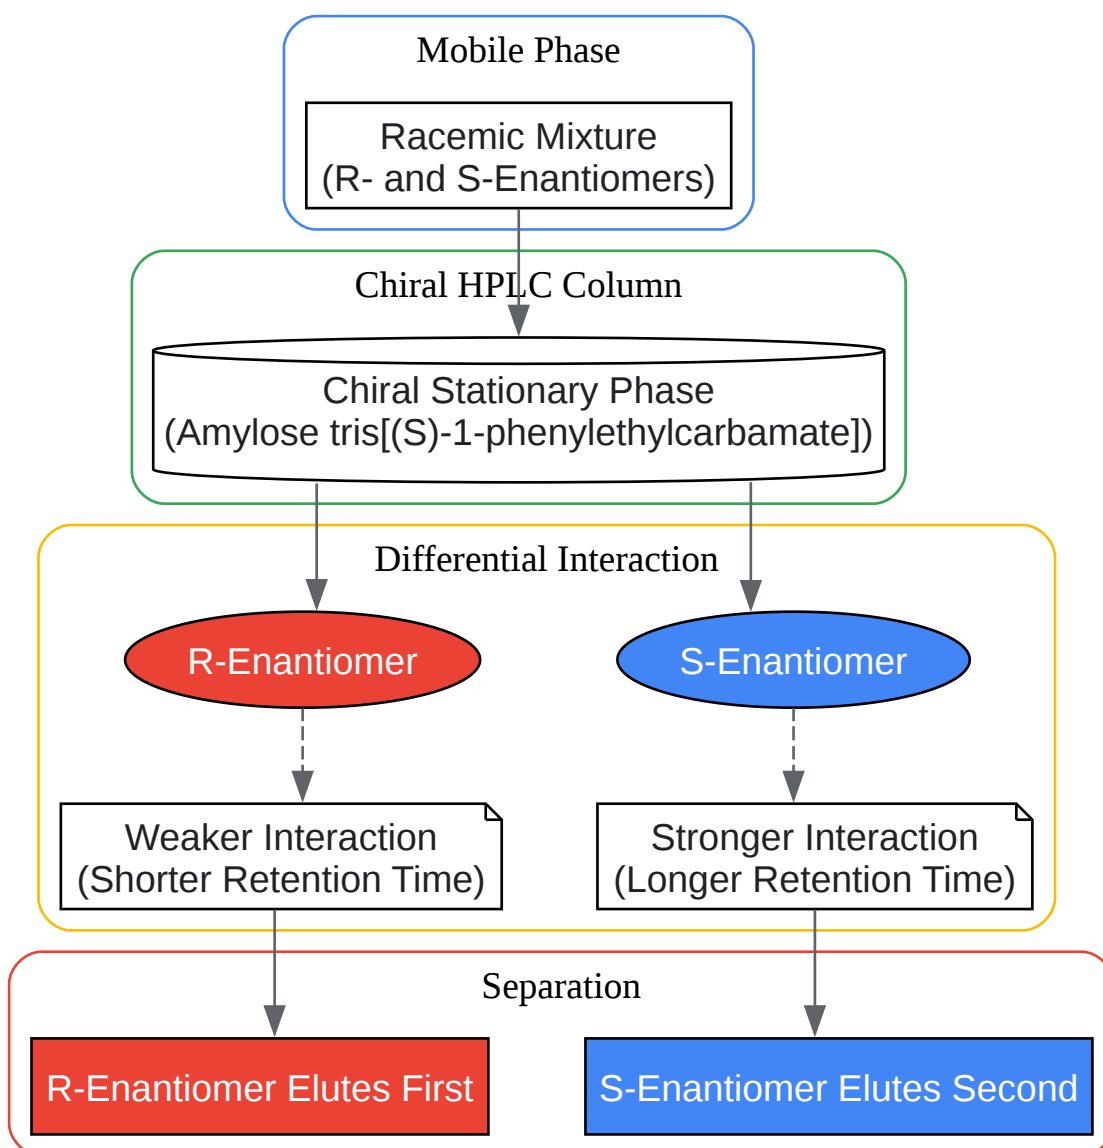 Mobile Phase
Racemic Mixture
(R- and S-Enantiomers)
Chiral HPLC Column
Chiral Stationary Phase
(Amylose tris[(S)-1-phenylethylcarbamate])
Differential Interaction
R-Enantiomer
S-Enantiomer
Weaker Interaction
(Shorter Retention Time)
Stronger Interaction
(Longer Retention Time)
Separation
R-Enantiomer Elutes First
S-Enantiomer Elutes Second